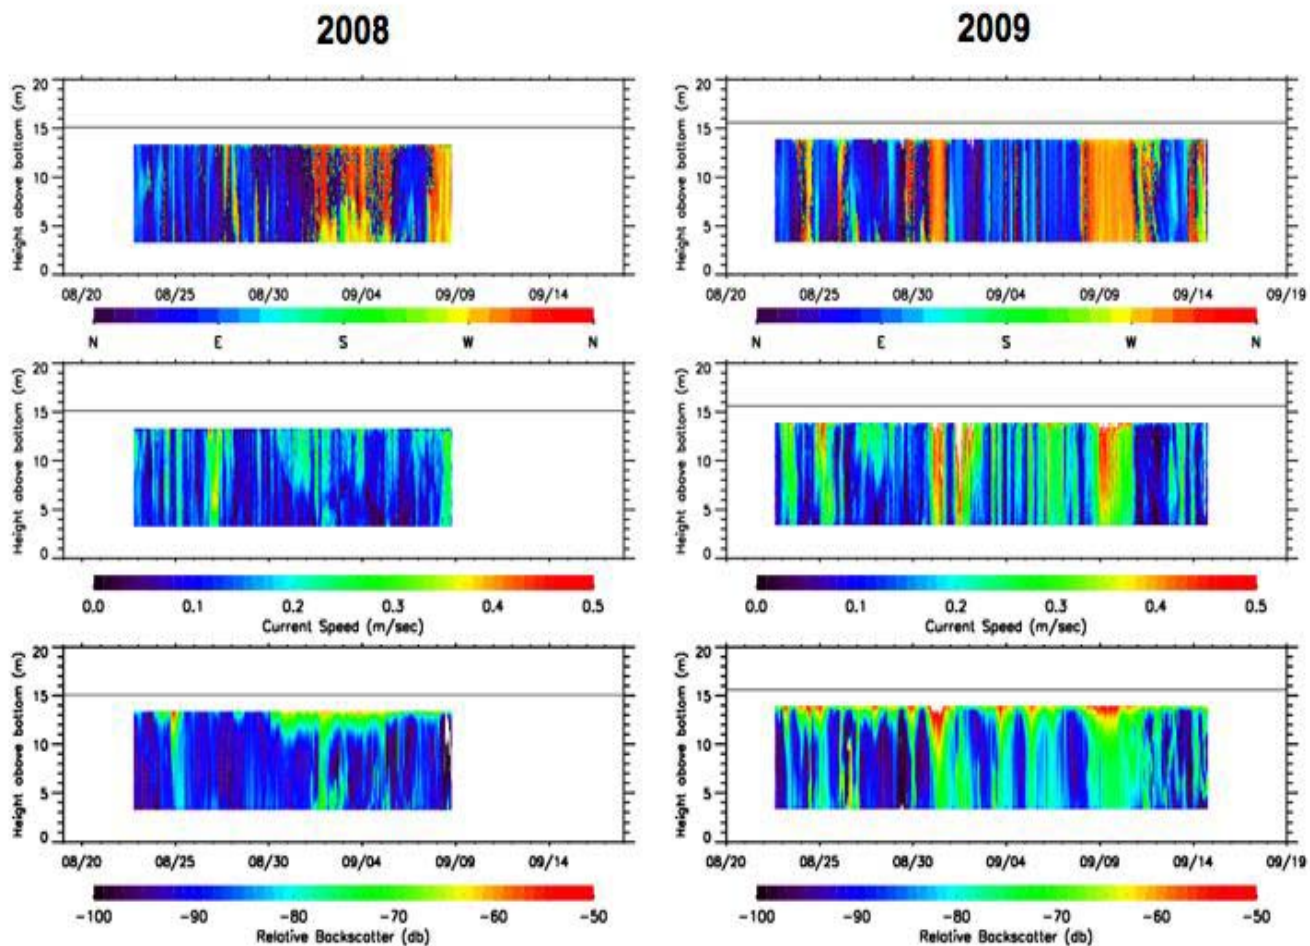 2008
2009
Height above bottom (m)
20
15
10
5
0
08/20 08/25 08/30 09/04 09/09 09/14
N E S W N
Height above bottom (m)
20
15
10
5
0
08/20 08/25 08/30 09/04 09/09 09/14 09/19
N E S W N
Height above bottom (m)
20
15
10
5
0
0.0 0.1 0.2 0.3 0.4 0.5
Current Speed (m/sec)
Height above bottom (m)
20
15
10
5
0
0.0 0.1 0.2 0.3 0.4 0.5
Current Speed (m/sec)
Height above bottom (m)
20
15
10
5
0
08/20 08/25 08/30 09/04 09/09 09/14
-100 -90 -80 -70 -60 -50
Relative Backscatter (db)
Height above bottom (m)
20
15
10
5
0
08/20 08/25 08/30 09/04 09/09 09/14 09/19
-100 -90 -80 -70 -60 -50
Relative Backscatter (db)